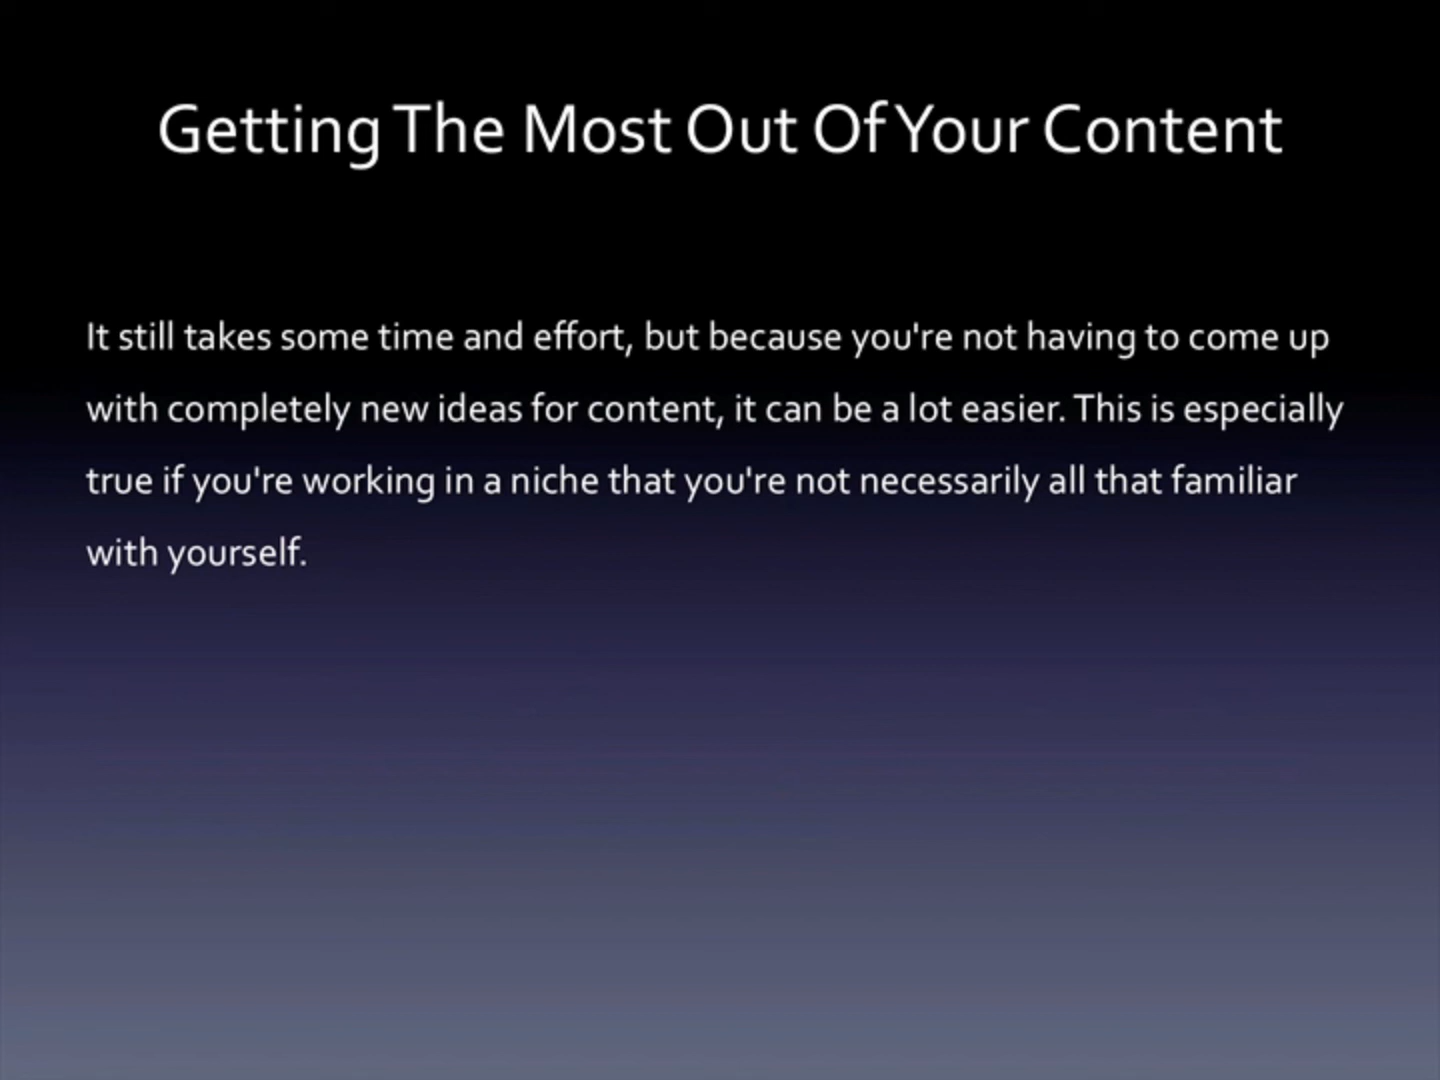 Getting The Most Out Of Your Content
It still takes some time and effort, but because you're not having to come up
with completely new ideas for content, it can be a lot easier. This is especially
true if you're working in a niche that you're not necessarily all that familiar
with yourself.